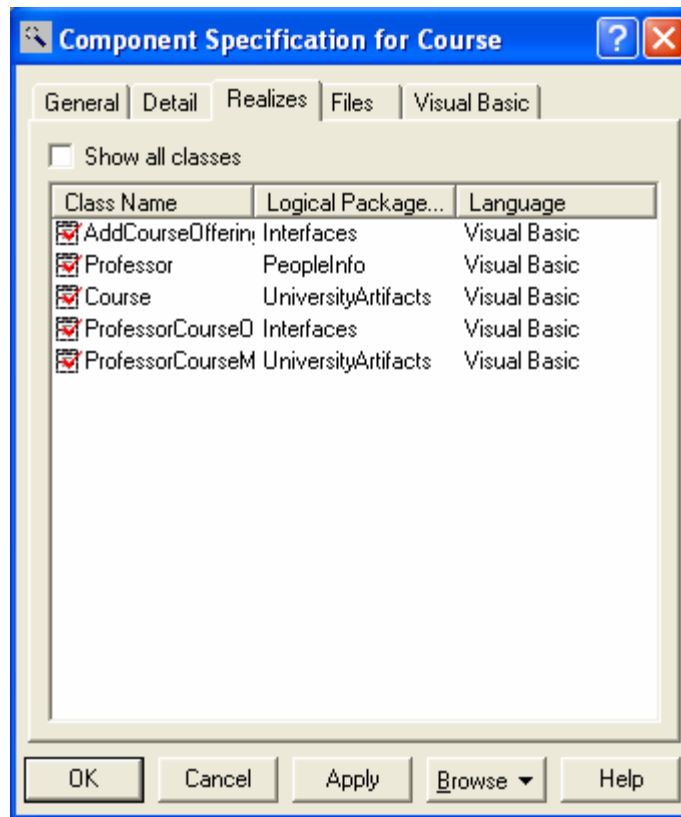 Component Specification for Course
General Detail Realizes Files Visual Basic
Show all classes
Class Name Logical Package... Language
AddCourseOffering Interfaces Visual Basic
Professor PeopleInfo Visual Basic
Course UniversityArtifacts Visual Basic
ProfessorCourseO Interfaces Visual Basic
ProfessorCourseM UniversityArtifacts Visual Basic
OK Cancel Apply Browse Help